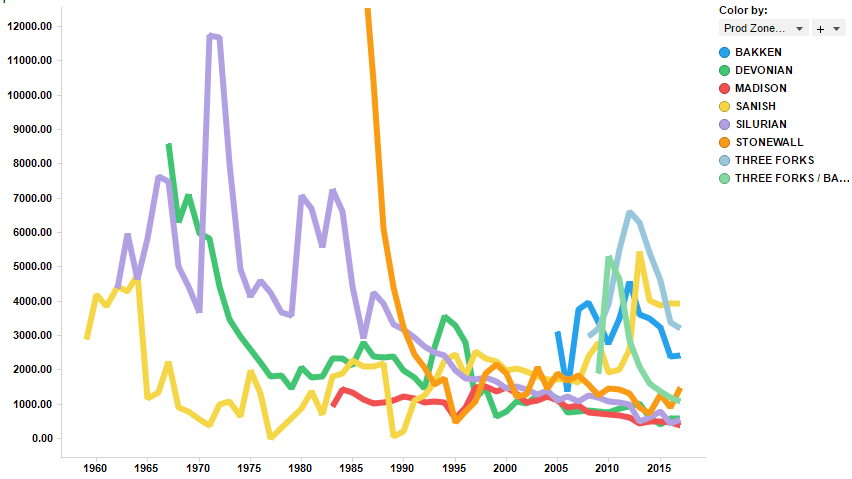 Color by:
Prod Zone...
+
12000.00
11000.00
10000.00
9000.00
8000.00
7000.00
6000.00
5000.00
4000.00
3000.00
2000.00
1000.00
0.00
1960 1965 1970 1975 1980 1985 1990 1995 2000 2005 2010 2015
BAKKEN
DEVONIAN
MADISON
SANISH
SILURIAN
STONEWALL
THREE FORKS
THREE FORKS / BA...